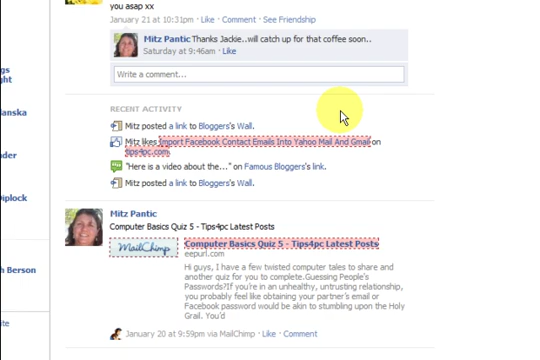 you asap xx
January 21 at 10:31pm · Like · Comment · See Friendship
Mitz Pantic Thanks Jackie..will catch up for that coffee soon..
Saturday at 9:46am · Like
Write a comment...
gs
ght
RECENT ACTIVITY
lanska
Mitz posted a link to Bloggers's Wall.
Mitz likes Import Facebook Contact Emails Into Yahoo Mail And Gmail on
tips4pc.com.
nder
"Here is a video about the..." on Famous Bloggers's link.
Mitz posted a link to Bloggers's Wall.
Diplock
Mitz Pantic
Computer Basics Quiz 5 - Tips4pc Latest Posts
MailChimp
Computer Basics Quiz 5 - Tips4pc Latest Posts
eepurl.com
Hi guys, I have a few twisted computer tales to share and
another quiz for you to complete.Guessing People's
Passwords?If you're in an unhealthy, untrusting relationship,
you probably feel like obtaining your partner's email or
Facebook password would be akin to stumbling upon the Holy
Grail. You'd
n Berson
ite
January 20 at 9:59pm via MailChimp · Like · Comment